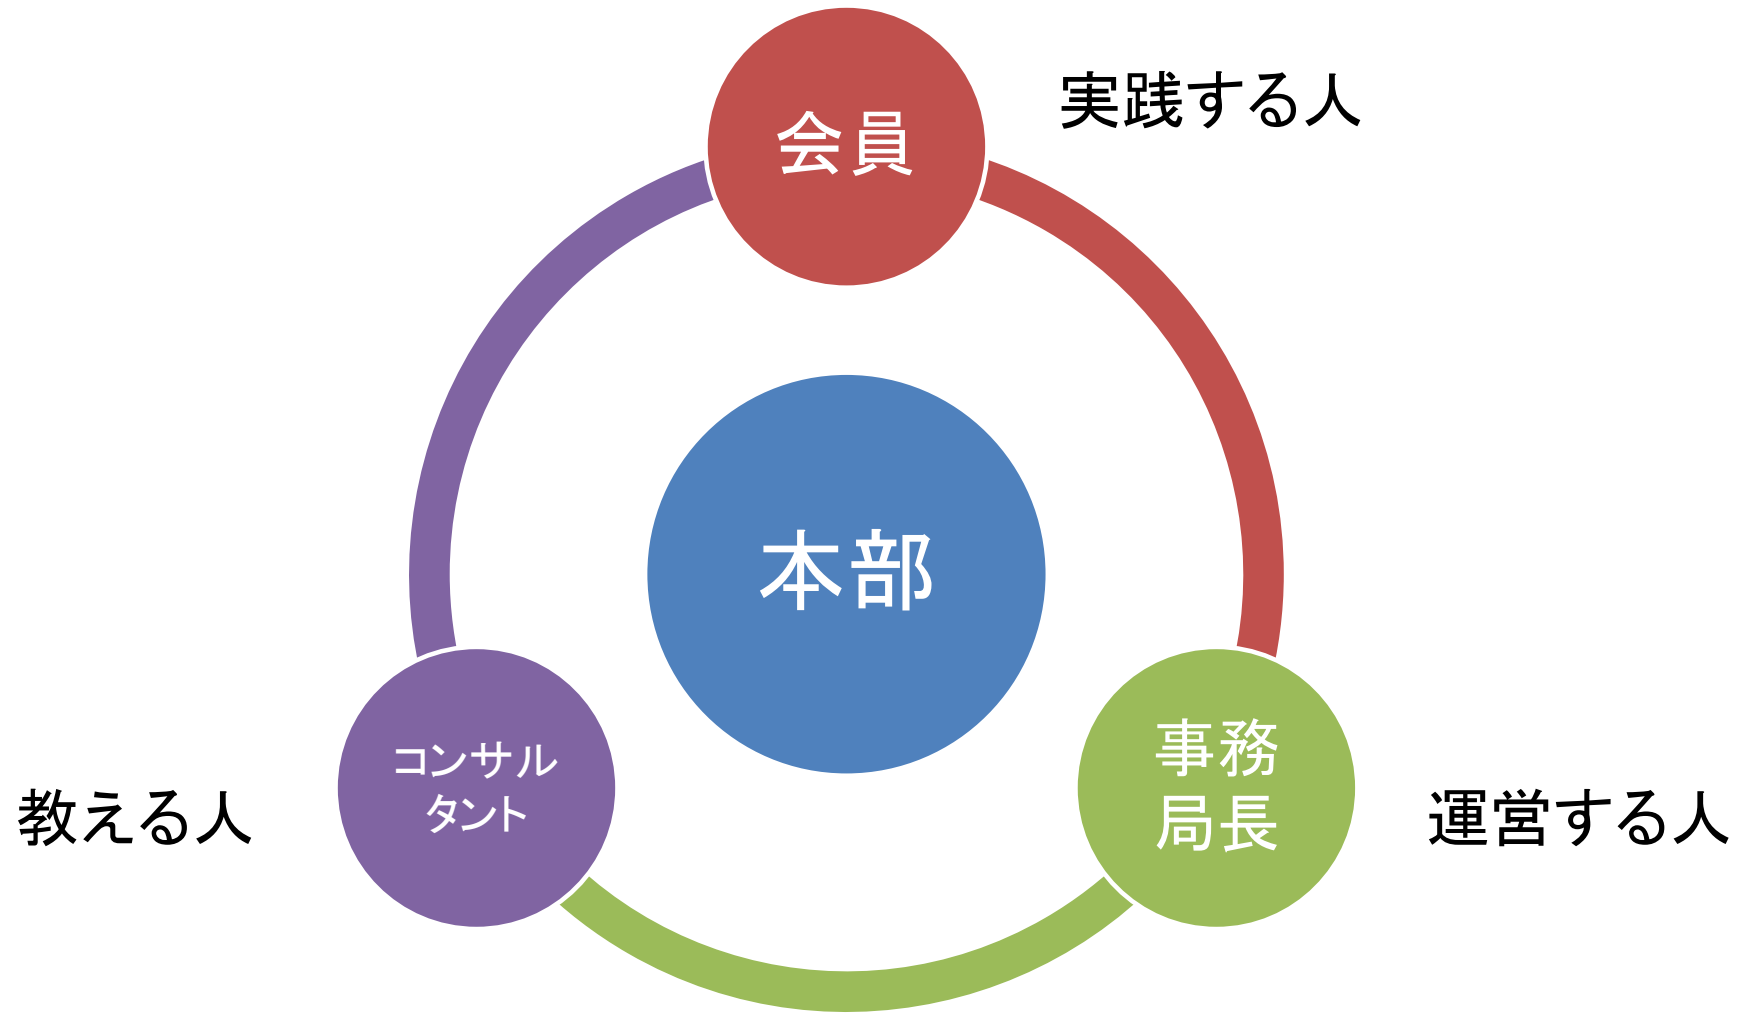 会員
実践する人
本部
コンサル
タント
教える人
事務
局長
運営する人